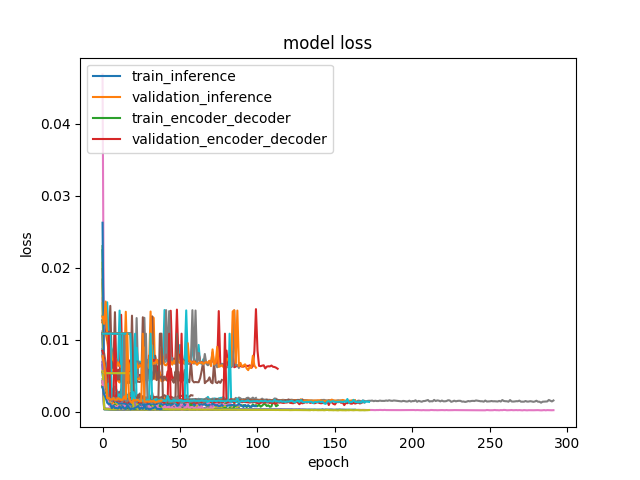 model loss
train_inference
validation_inference
train_encoder_decoder
validation_encoder_decoder
0.04
0.03
0.02
0.01
0.00
loss
0
50
100
150
200
250
300
epoch